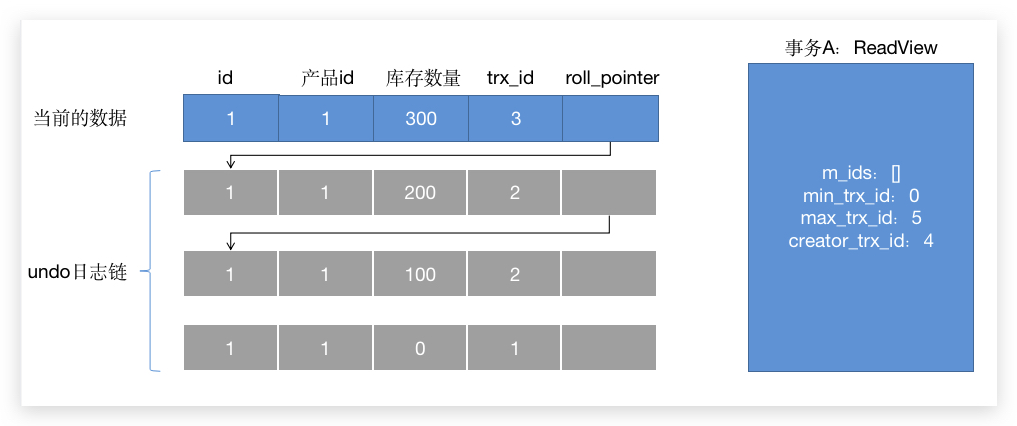 事务A: ReadView
id 产品id 库存数量 trx_id roll_pointer
当前的数据 1 1 300 3
1 1 200 2
undo日志链 1 1 100 2
1 1 0 1
m_ids: []
min_trx_id: 0
max_trx_id: 5
creator_trx_id: 4